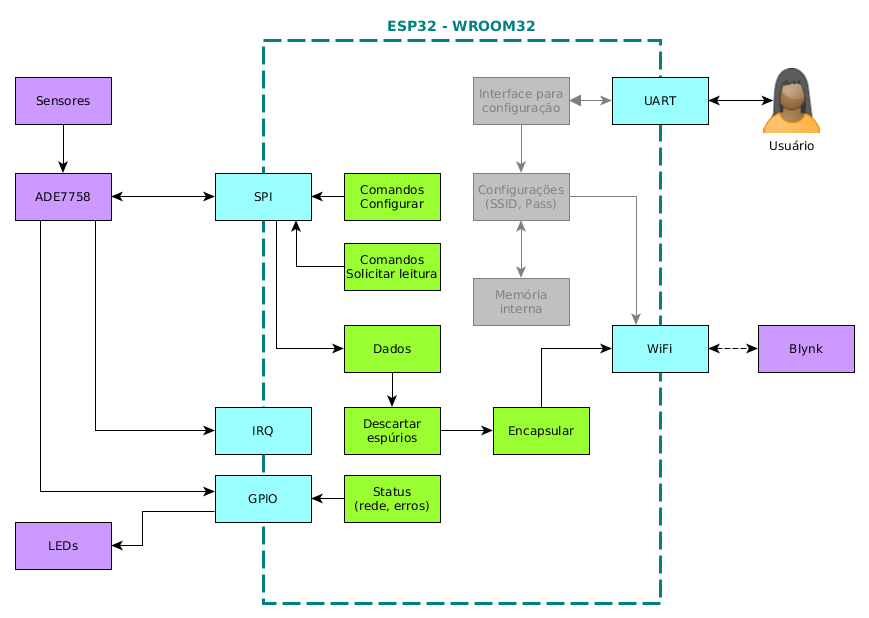 ESP32 - WROOM32
Sensores
Interface para
configuração
UART
Usuário
ADE7758
SPI
Comandos
Configurar
Configurações
(SSID, Pass)
Comandos
Solicitar leitura
Memória
interna
Dados
WiFi
Blynk
IRQ
Descartar
espúrios
Encapsular
GPIO
Status
(rede, erros)
LEDs